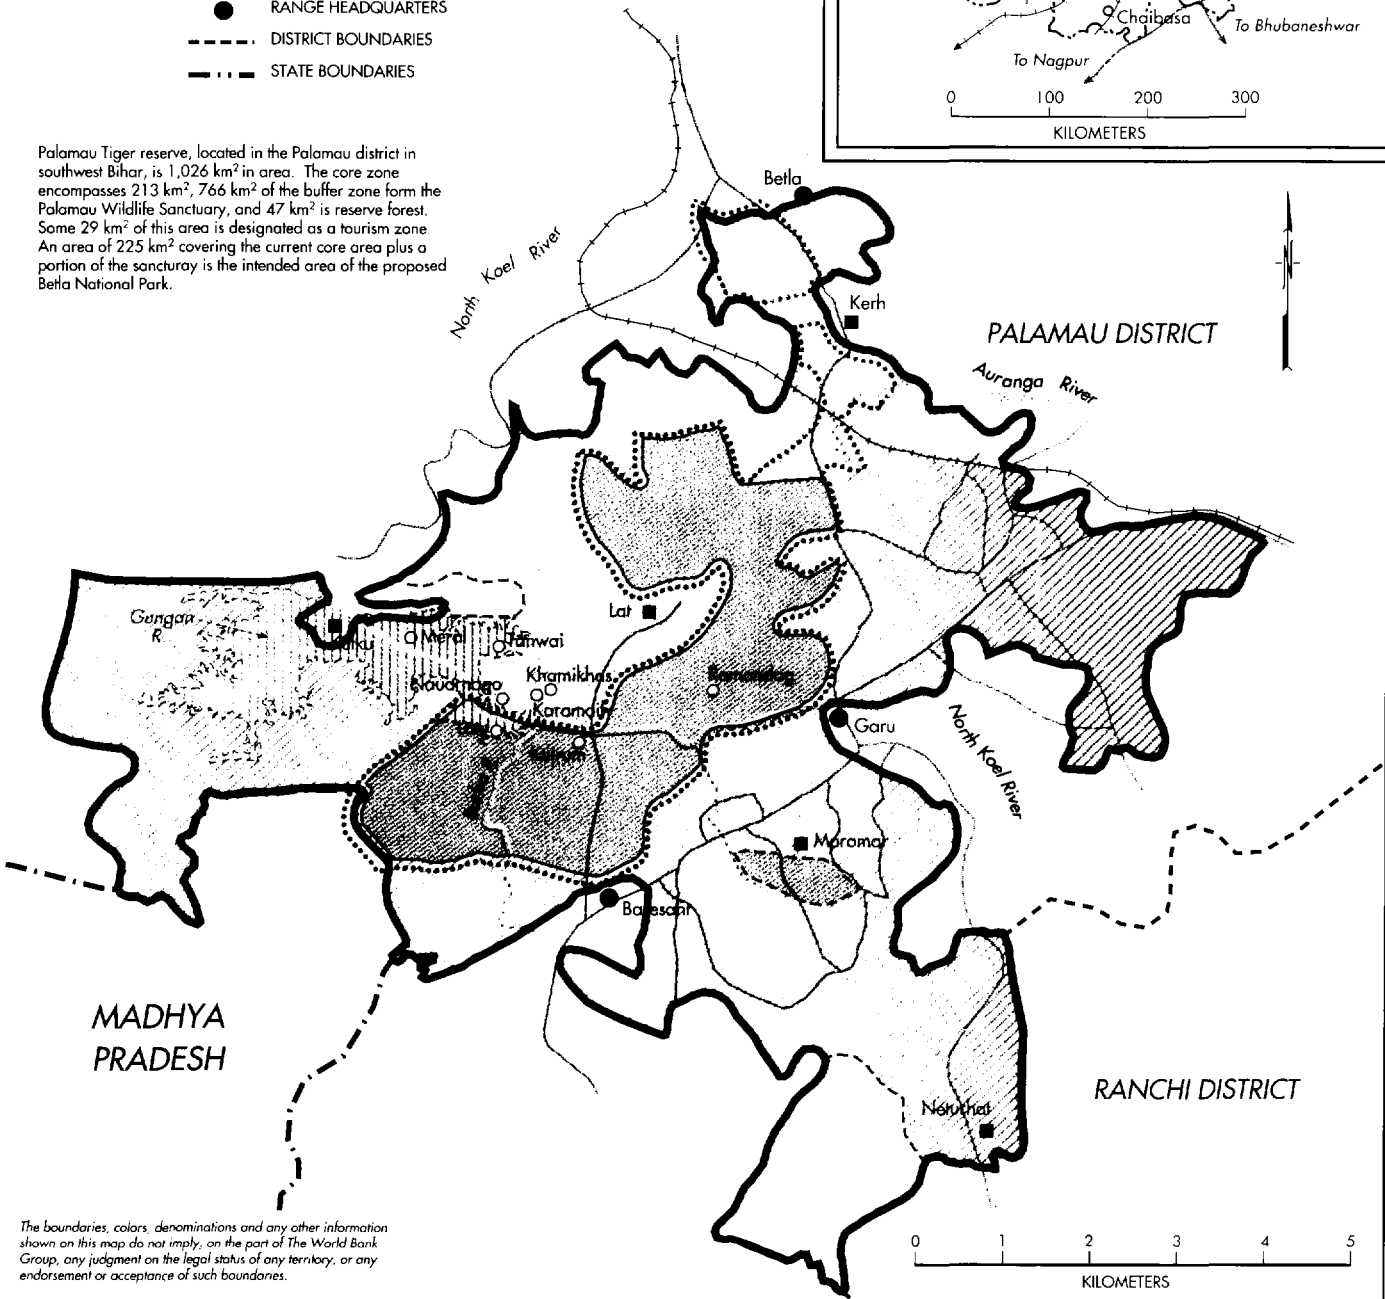 RANGE HEADQUARTERS
DISTRICT BOUNDARIES
STATE BOUNDARIES
Chaibasa
To Bhubaneshwar
To Nagpur
0 100 200 300
KILOMETERS
Palamau Tiger reserve, located in the Palamau district in
southwest Bihar, is 1,026 km² in area. The core zone
encompasses 213 km², 766 km² of the buffer zone form the
Palamau Wildlife Sanctuary, and 47 km² is reserve forest.
Some 29 km² of this area is designated as a tourism zone.
An area of 225 km² covering the current core area plus a
portion of the sancturay is the intended area of the proposed
Betla National Park.
Betla
North Koel River
Kerh
PALAMAU DISTRICT
Auranga River
Gungan
R.
Lat
Meral
Tanwai
Khamikhas
Ramandag
Garu
North Koel River
Maromar
Baresanr
MADHYA
PRADESH
RANCHI DISTRICT
Netarhat
The boundaries, colors, denominations and any other information
shown on this map do not imply, on the part of The World Bank
Group, any judgment on the legal status of any territory, or any
endorsement or acceptance of such boundaries.
0 1 2 3 4 5
KILOMETERS